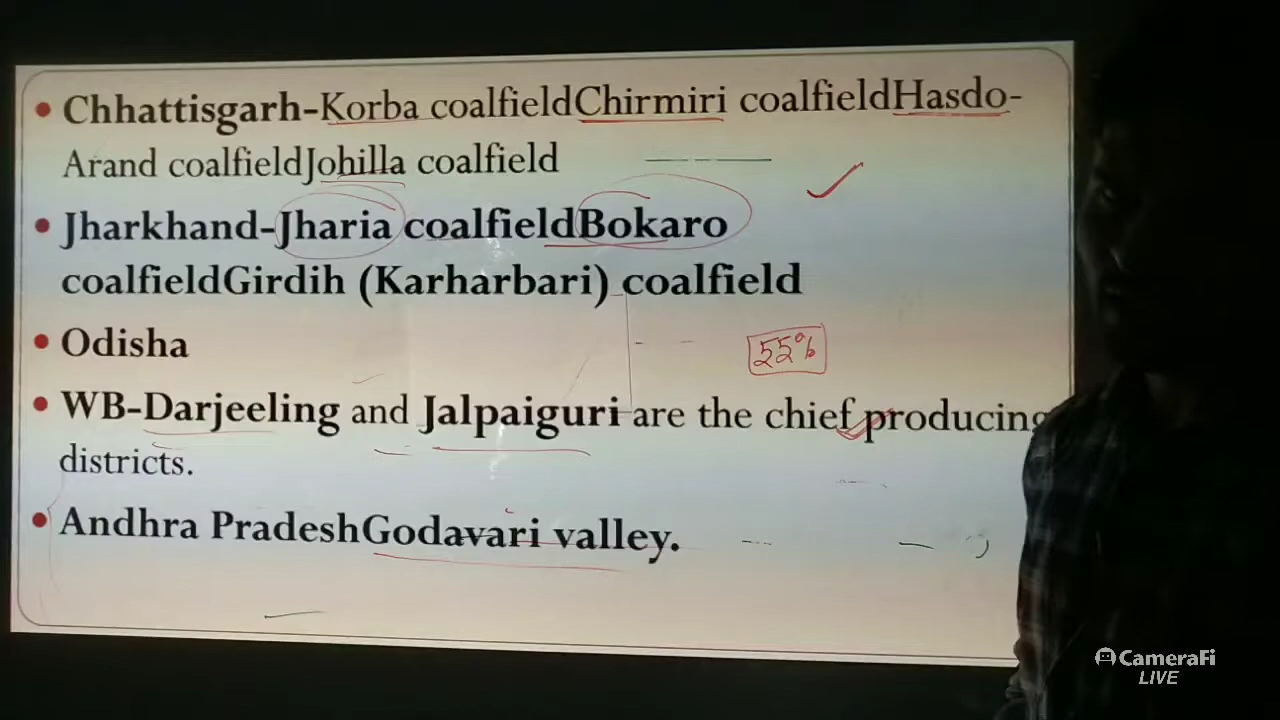 • Chhattisgarh-Korba coalfieldChirmiri coalfieldHasdo-
Arand coalfieldJohilla coalfield
• Jharkhand-Jharia coalfieldBokaro
coalfieldGirdih (Karharbari) coalfield
• Odisha
55%
• WB-Darjeeling and Jalpaiguri are the chief producing
districts.
• Andhra PradeshGodavari valley.
CameraFi
LIVE